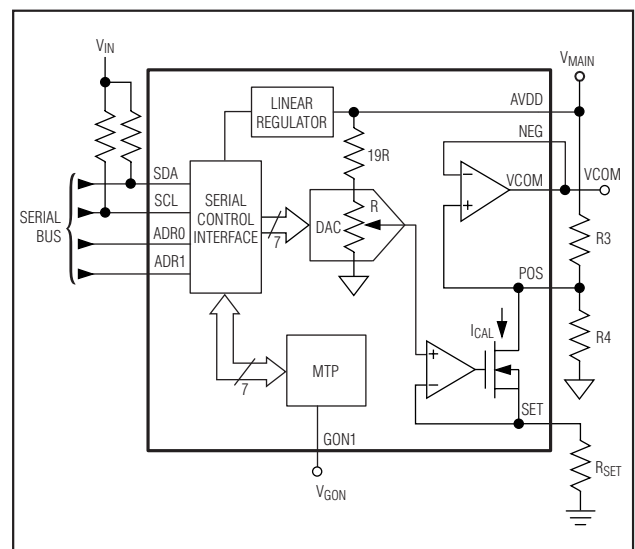 VIN
VMAIN
LINEAR
REGULATOR
AVDD
NEG
19R
SDA
SCL
ADR0
ADR1
SERIAL
BUS
SERIAL
CONTROL
INTERFACE
7
DAC
R
−
+
VCOM
VCOM
R3
POS
R4
ICAL
+
−
SET
7
MTP
GON1
VGON
RSET